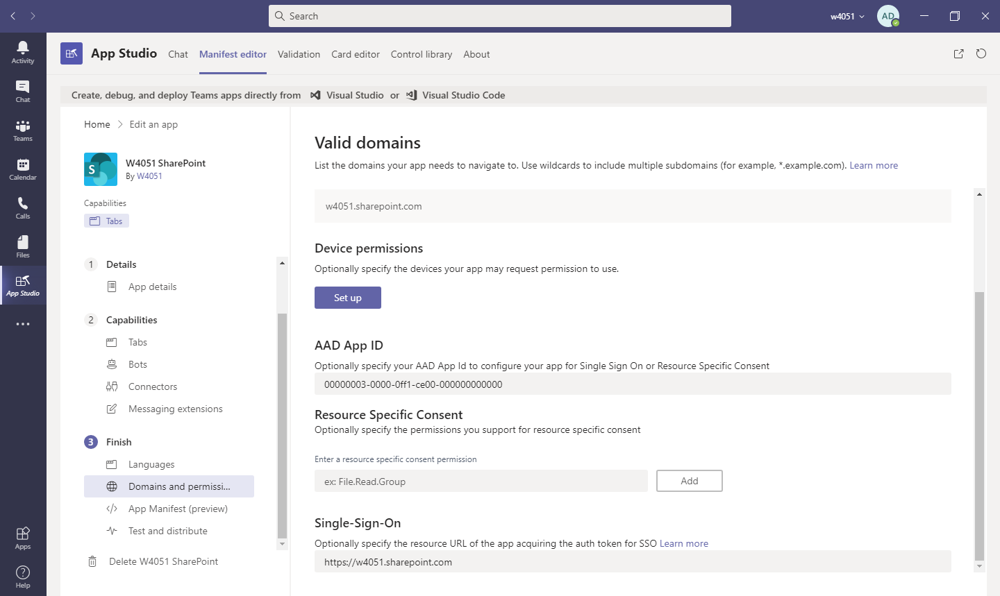 Search
w4051
AD
Activity
Chat
Teams
Calendar
Calls
Files
App Studio
Apps
Help
App Studio
Chat
Manifest editor
Validation
Card editor
Control library
About
Create, debug, and deploy Teams apps directly from Visual Studio or Visual Studio Code
Home > Edit an app
S
W4051 SharePoint
By W4051
Capabilities
Tabs
1 Details
App details
2 Capabilities
Tabs
Bots
Connectors
Messaging extensions
3 Finish
Languages
Domains and permissi...
App Manifest (preview)
Test and distribute
Delete W4051 SharePoint
Valid domains
List the domains your app needs to navigate to. Use wildcards to include multiple subdomains (for example, *.example.com). Learn more
w4051.sharepoint.com
Device permissions
Optionally specify the devices your app may request permission to use.
Set up
AAD App ID
Optionally specify your AAD App Id to configure your app for Single Sign On or Resource Specific Consent
00000003-0000-0ff1-ce00-000000000000
Resource Specific Consent
Optionally specify the permissions you support for resource specific consent
Enter a resource specific consent permission
ex: File.Read.Group
Add
Single-Sign-On
Optionally specify the resource URL of the app acquiring the auth token for SSO Learn more
https://w4051.sharepoint.com